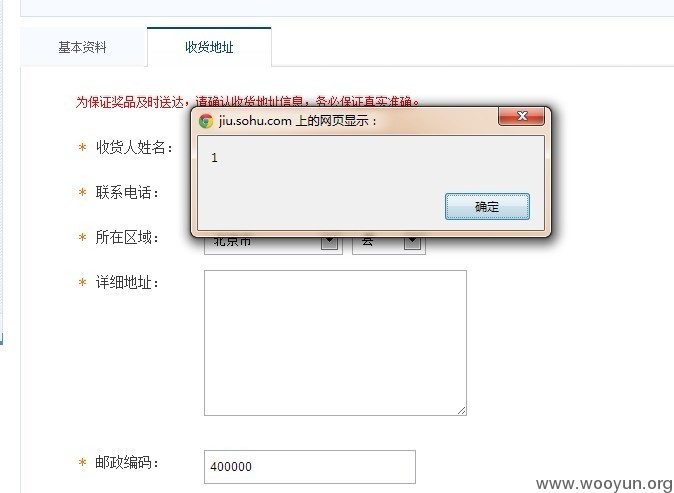 基本资料 收货地址
为保证奖品及时送达，请确认收货地址信息，务必保证真实准确。
jiu.sohu.com 上的网页显示：
1
确定
* 收货人姓名：
* 联系电话：
* 所在区域： 北京市 县
* 详细地址：
* 邮政编码： 400000
www.wooyun.org